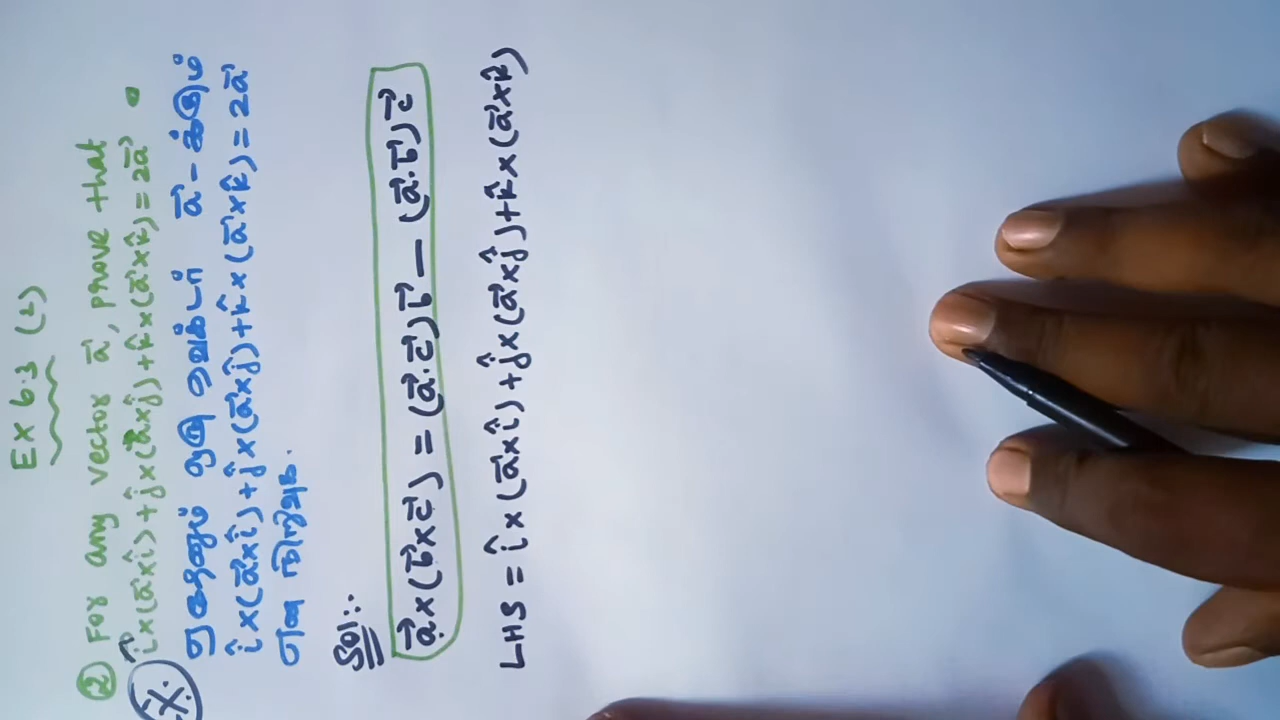 Ex 6.3 (2)
② For any vector a⃗, prove that
î×(a⃗×î)+ĵ×(a⃗×ĵ)+k̂×(a⃗×k̂)=2a⃗.
ஏதேனும் ஒரு வெக்டர் a⃗-க்கும்
î×(a⃗×î)+ĵ×(a⃗×ĵ)+k̂×(a⃗×k̂)=2a⃗
என நிறுவுக.
Sol:-
a⃗×(b⃗×c⃗)=(a⃗.c⃗)b⃗-(a⃗.b⃗)c⃗
LHS=î×(a⃗×î)+ĵ×(a⃗×ĵ)+k̂×(a⃗×k̂)